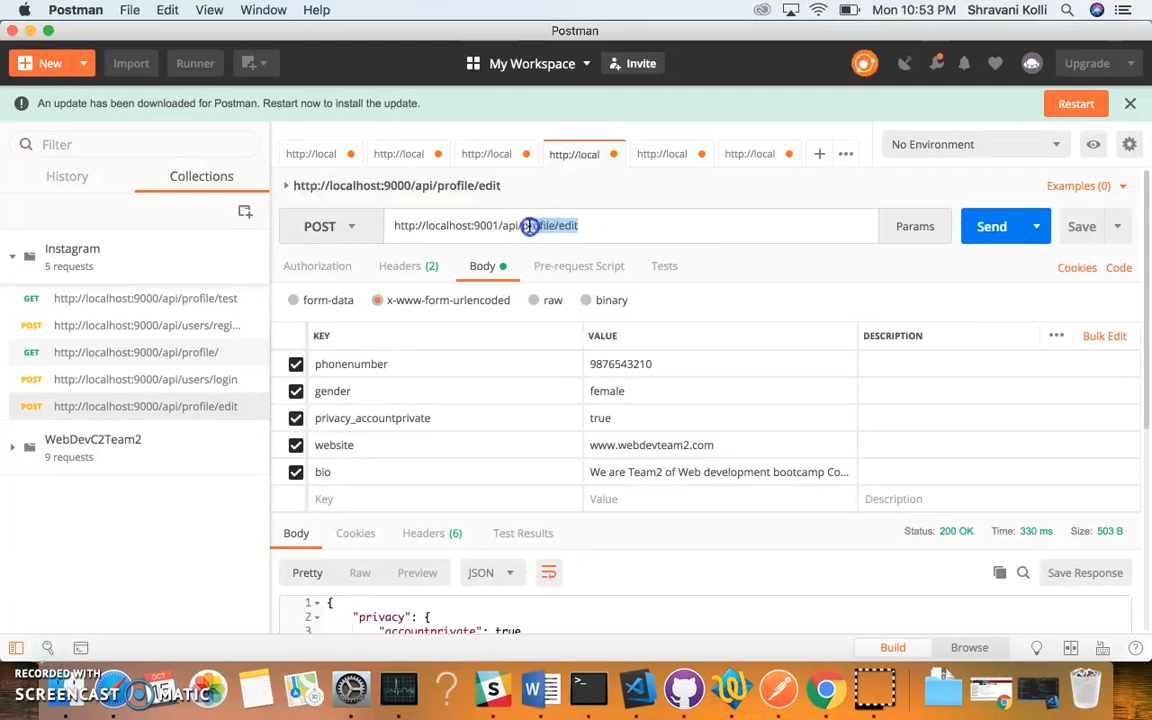 Postman File Edit View Window Help Mon 10:53 PM Shravani Kolli
Postman
New Import Runner My Workspace Invite Upgrade
An update has been downloaded for Postman. Restart now to install the update. Restart
Filter
History Collections
Instagram
5 requests
GET http://localhost:9000/api/profile/test
POST http://localhost:9000/api/users/regi...
GET http://localhost:9000/api/profile/
POST http://localhost:9000/api/users/login
POST http://localhost:9000/api/profile/edit
WebDevC2Team2
9 requests
http://local http://local http://local http://local http://local http://local No Environment
http://localhost:9000/api/profile/edit Examples (0)
POST http://localhost:9001/api/profile/edit Params Send Save
Authorization Headers (2) Body Pre-request Script Tests Cookies Code
form-data x-www-form-urlencoded raw binary
KEY VALUE DESCRIPTION Bulk Edit
phonenumber 9876543210
gender female
privacy_accountprivate true
website www.webdevteam2.com
bio We are Team2 of Web development bootcamp Co...
Key Value Description
Body Cookies Headers (6) Test Results Status: 200 OK Time: 330 ms Size: 503 B
Pretty Raw Preview JSON Save Response
1 {
2 "privacy": {
3 "accountprivate": true
Build Browse
RECORDED WITH
SCREENCAST MATIC
OCT